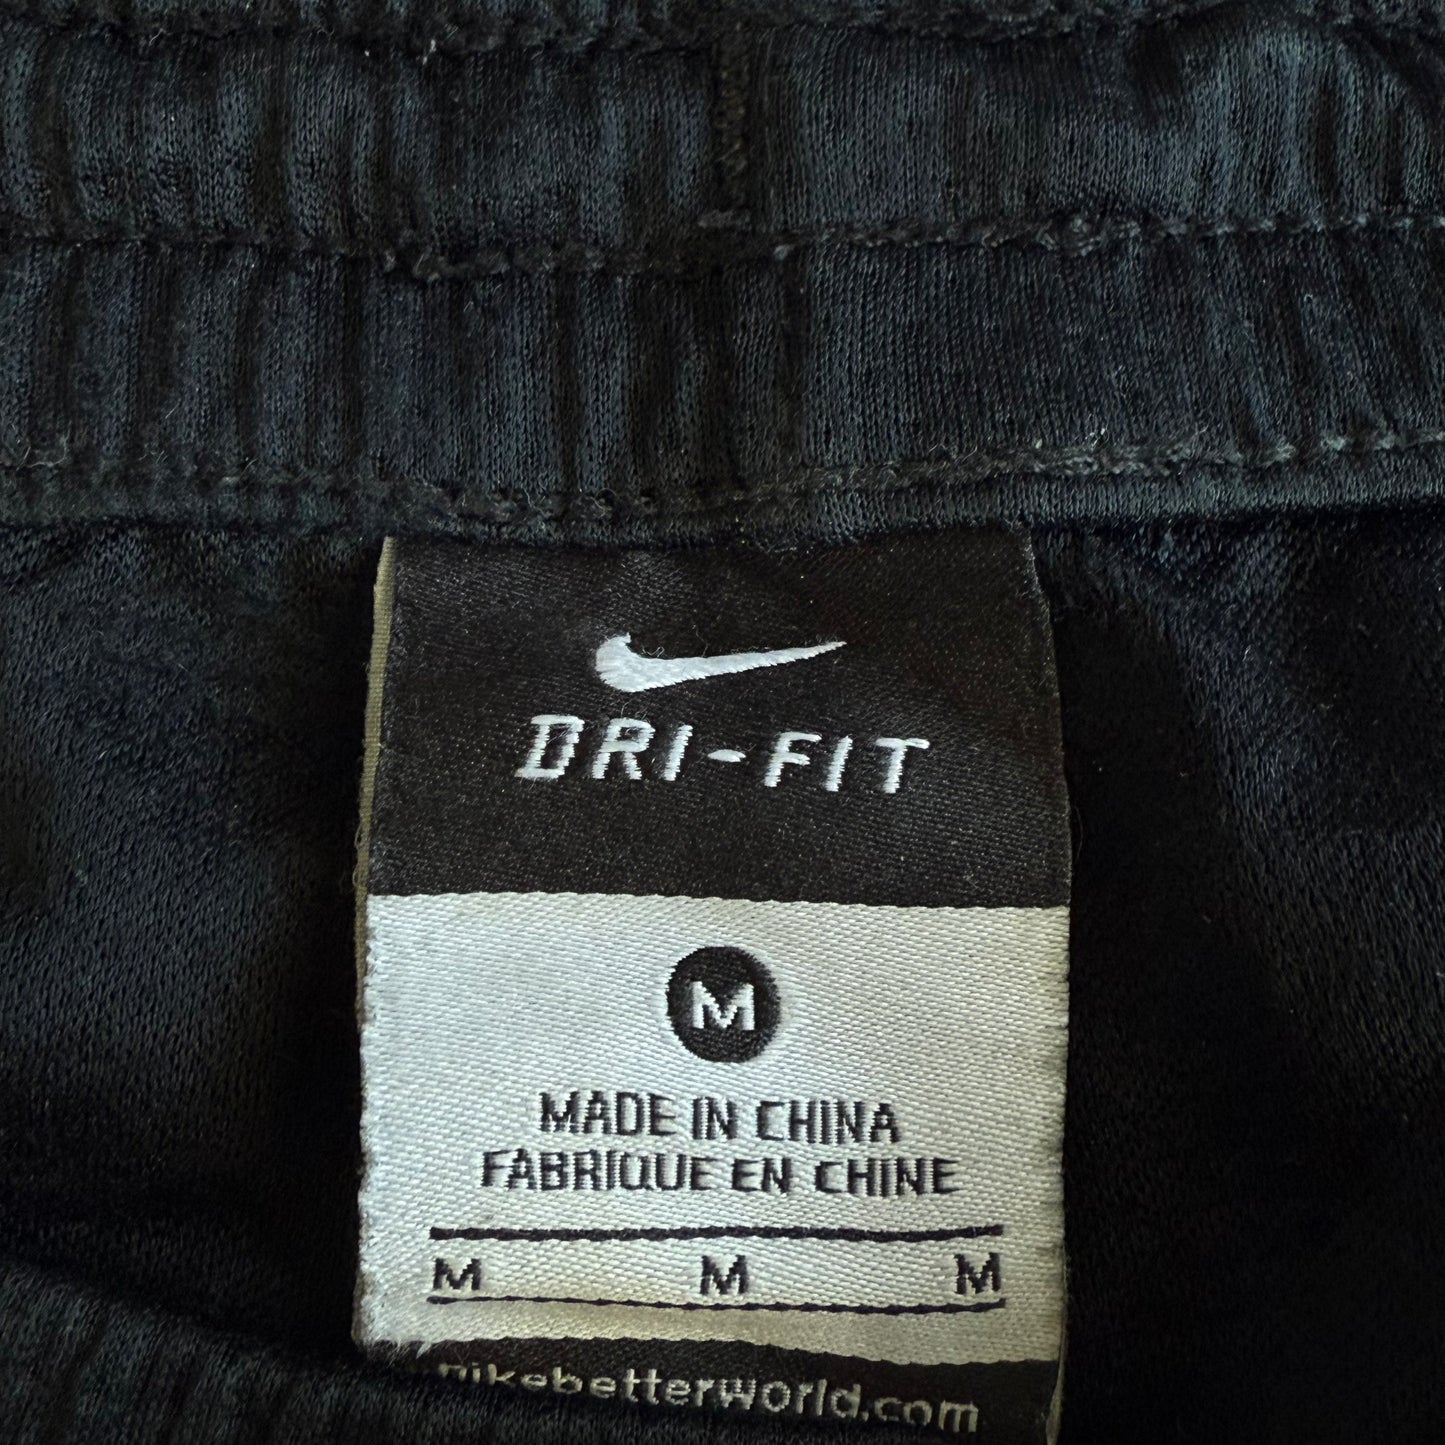 DRI-FIT
M
MADE IN CHINA
FABRIQUE EN CHINE
M M M
nikebetterworld.com